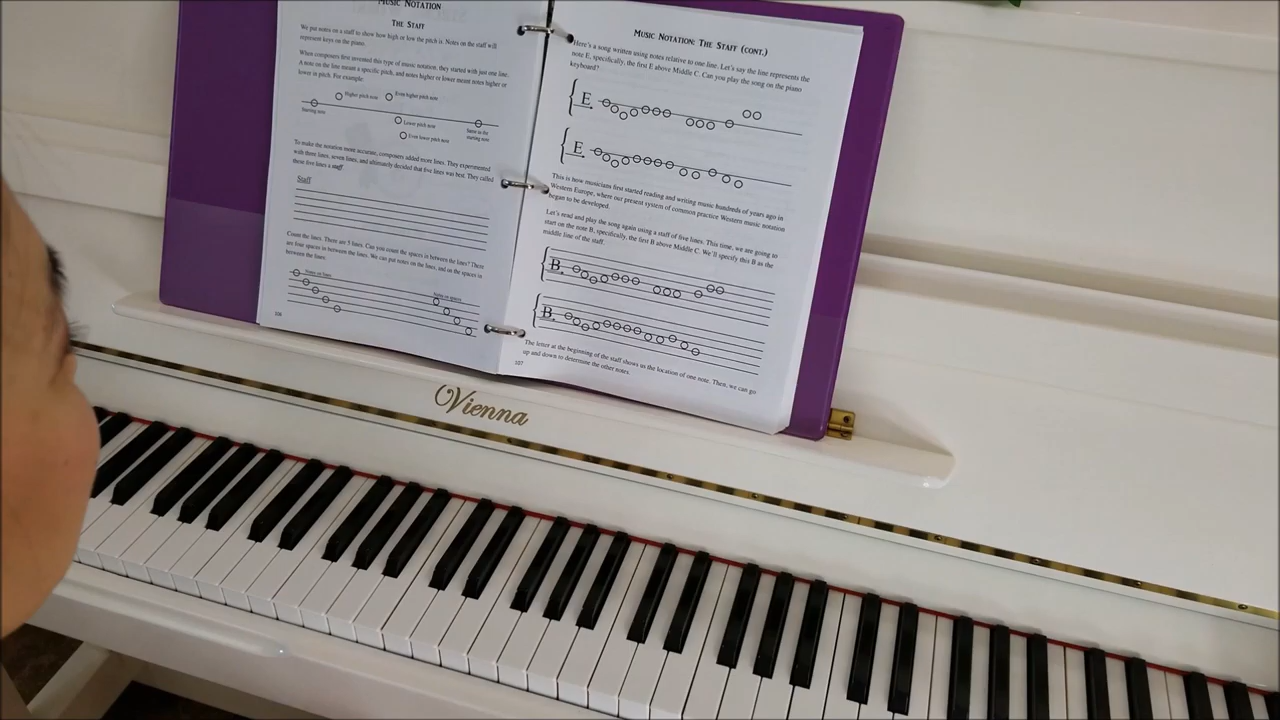 MUSIC NOTATION
THE STAFF
We put notes on a staff to show how high or low the pitch is. Notes on the staff will
represent keys on the piano.
When composers first invented this type of music notation, they started with just one line.
A note on the line meant a specific pitch, and notes higher or lower meant notes higher or
lower in pitch. For example:
Higher pitch note
Even higher pitch note
Starting note
Lower pitch note
Even lower pitch note
Same as the
starting note
To make the notation more accurate, composers added more lines. They experimented
with three lines, seven lines, and ultimately decided that five lines was best. They called
these five lines a staff.
Staff
Count the lines. There are 5 lines. Can you count the spaces in between the lines? There
are four spaces in between the lines. We can put notes on the lines, and on the spaces in
between the lines.
Notes on lines
Notes on spaces
106
MUSIC NOTATION: THE STAFF (CONT.)
Here's a song written using notes relative to one line. Let's say the line represents the
note E, specifically, the first E above Middle C. Can you play the song on the piano
keyboard?
E
E
This is how musicians first started reading and writing music hundreds of years ago in
Western Europe, where our present system of common practice Western music notation
began to be developed.
Let's read and play the song again using a staff of five lines. This time, we are going to
start on the note B, specifically, the first B above Middle C. We'll specify this B as the
middle line of the staff.
B
B
The letter at the beginning of the staff shows us the location of one note. Then, we can go
up and down to determine the other notes.
107
Vienna